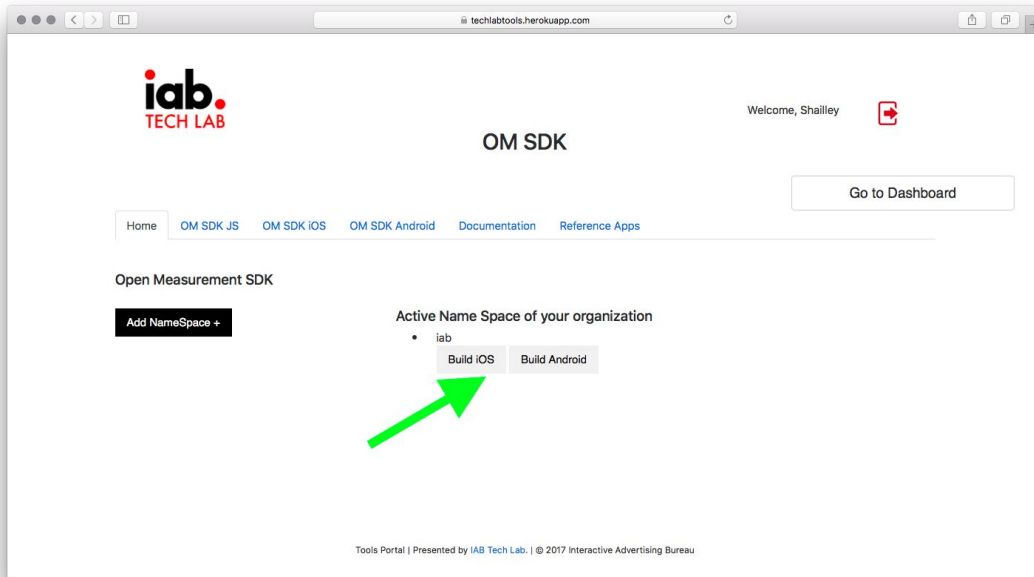 techlabtools.herokuapp.com
iab.
TECH LAB
Welcome, Shailley
OM SDK
Go to Dashboard
Home OM SDK JS OM SDK iOS OM SDK Android Documentation Reference Apps
Open Measurement SDK
Add NameSpace +
Active Name Space of your organization
iab
Build iOS Build Android
Tools Portal | Presented by IAB Tech Lab. | © 2017 Interactive Advertising Bureau